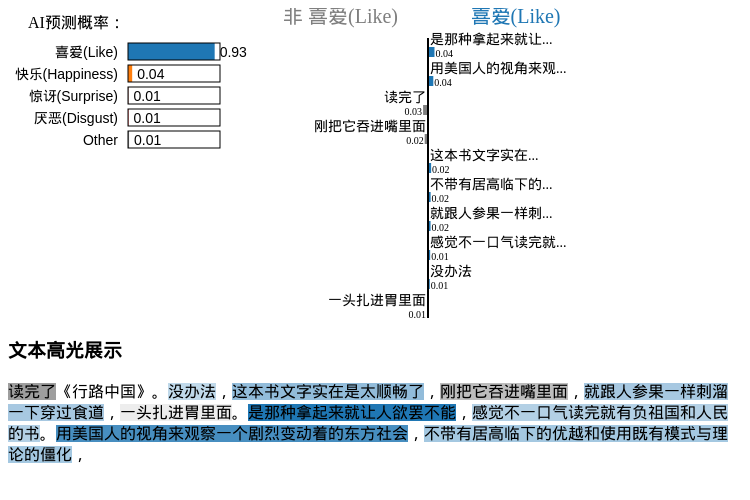 AI预测概率：
喜爱(Like) 0.93
快乐(Happiness) 0.04
惊讶(Surprise) 0.01
厌恶(Disgust) 0.01
Other 0.01
非 喜爱(Like) 喜爱(Like)
是那种拿起来就让...
0.04
用美国人的视角来观...
0.04
读完了
0.03
刚把它吞进嘴里面
0.02
这本书文字实在...
0.02
不带有居高临下的...
0.02
就跟人参果一样刺...
0.02
感觉不一口气读完就...
0.01
没办法
0.01
一头扎进胃里面
0.01
文本高光展示
读完了《行路中国》。没办法，这本书文字实在是太顺畅了，刚把它吞进嘴里面，就跟人参果一样刺溜
一下穿过食道，一头扎进胃里面。是那种拿起来就让人欲罢不能，感觉不一口气读完就有负祖国和人民
的书。用美国人的视角来观察一个剧烈变动着的东方社会，不带有居高临下的优越和使用既有模式与理
论的僵化，